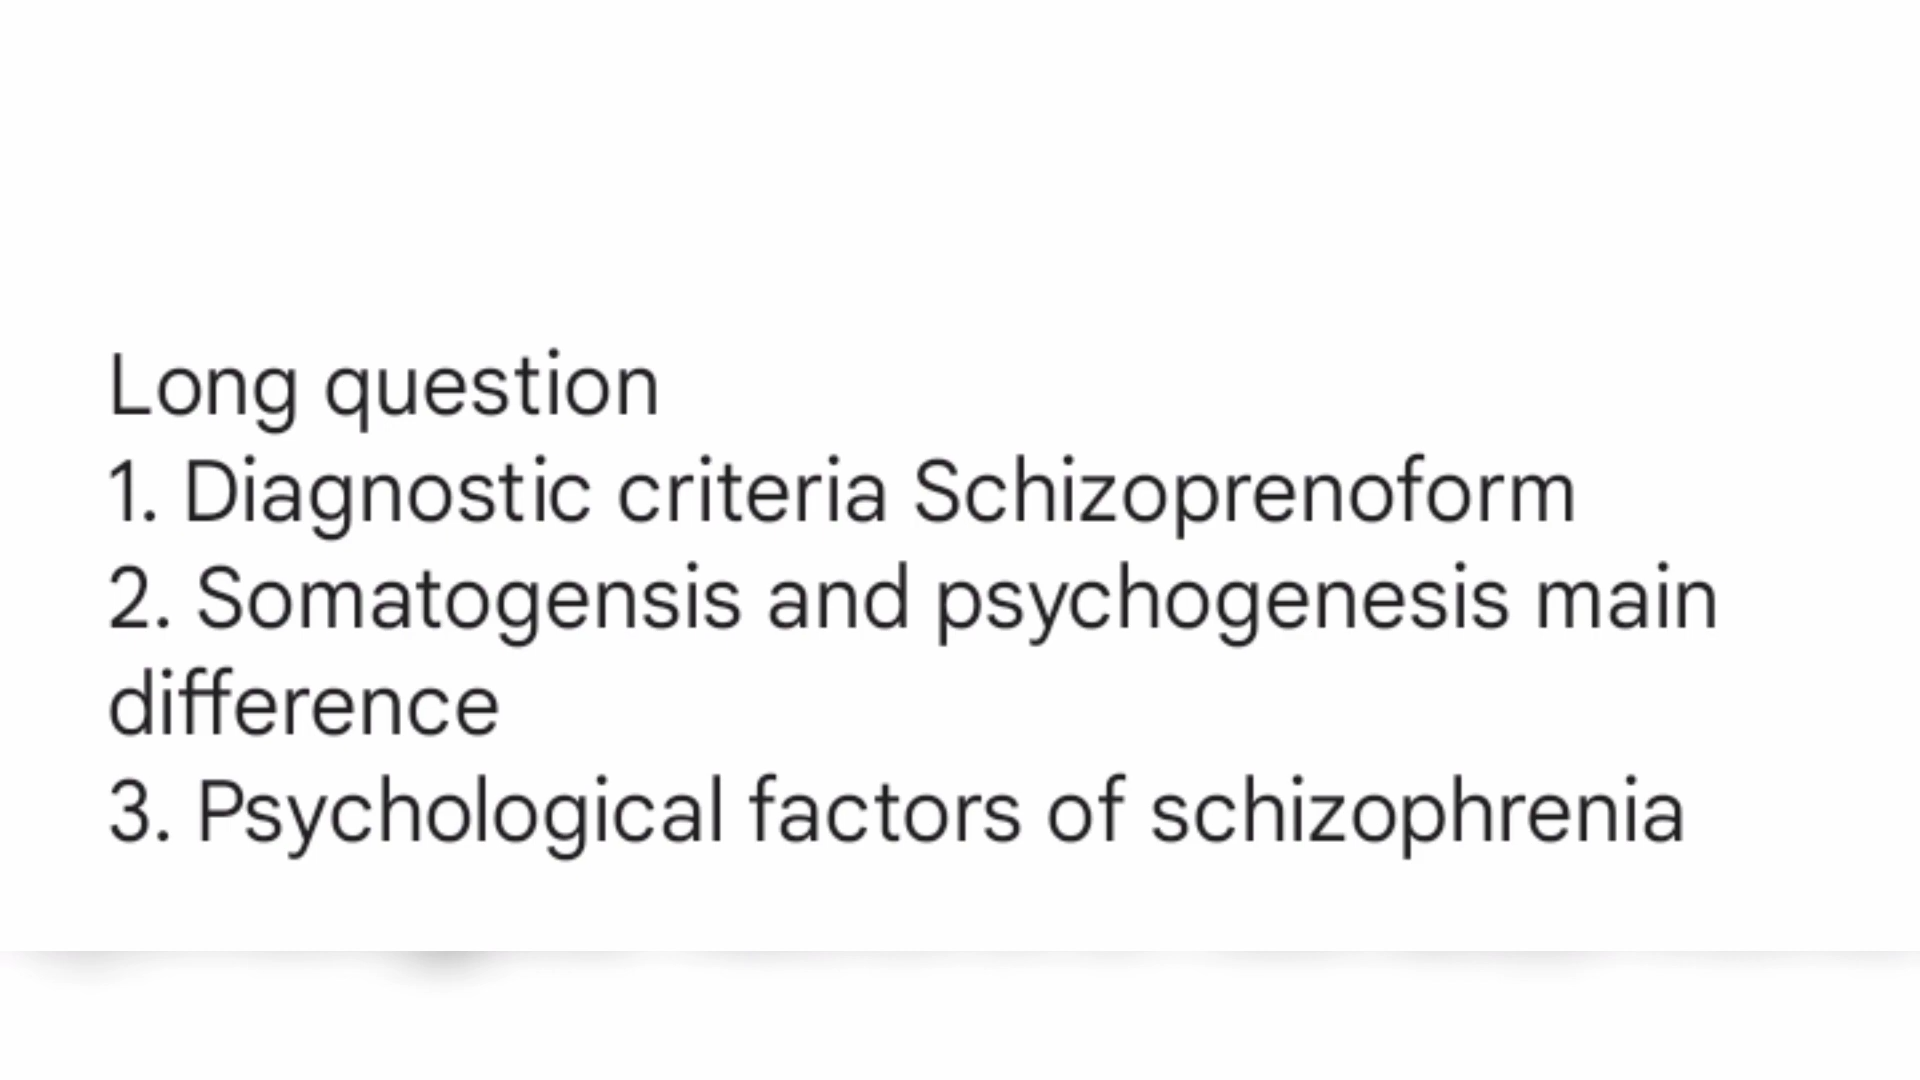 Long question
1. Diagnostic criteria Schizoprenoform
2. Somatogensis and psychogenesis main
difference
3. Psychological factors of schizophrenia